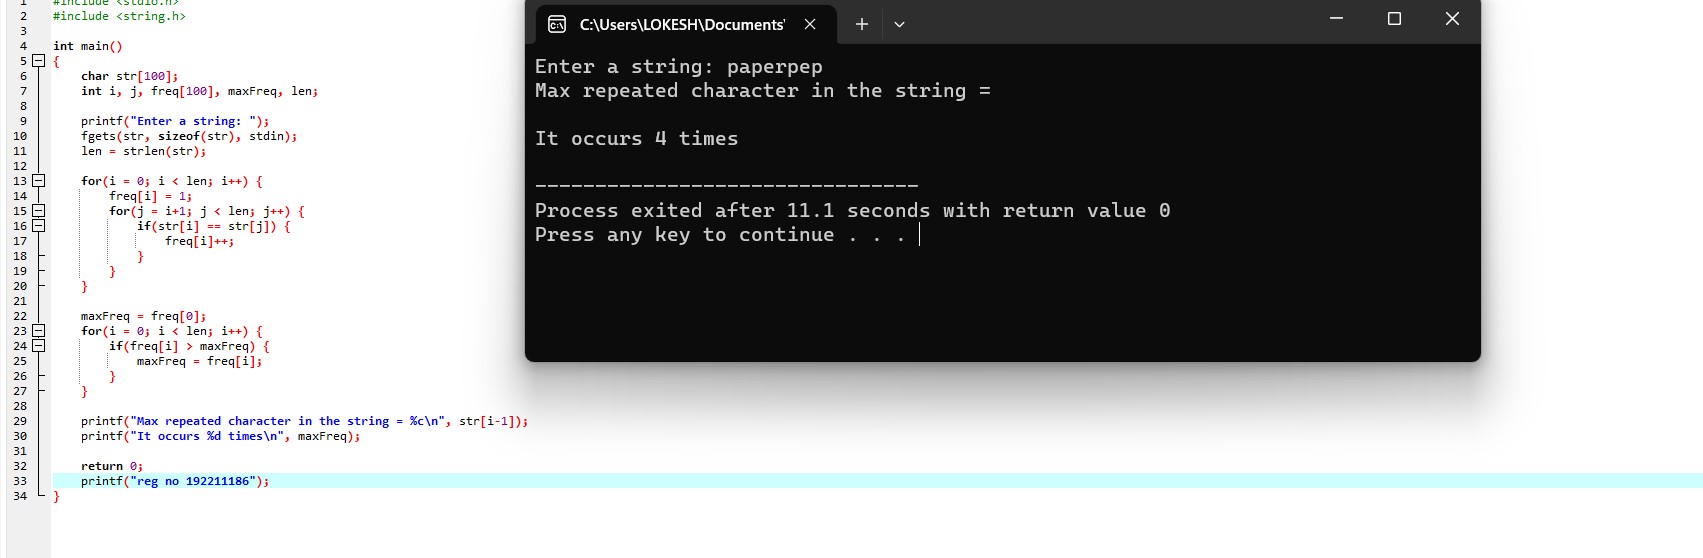 1 #include <stdio.h>
2 #include <string.h>
3
4 int main()
5 {
6 char str[100];
7 int i, j, freq[100], maxFreq, len;
8
9 printf("Enter a string: ");
10 fgets(str, sizeof(str), stdin);
11 len = strlen(str);
12
13 for(i = 0; i < len; i++) {
14 freq[i] = 1;
15 for(j = i+1; j < len; j++) {
16 if(str[i] == str[j]) {
17 freq[i]++;
18 }
19 }
20 }
21
22 maxFreq = freq[0];
23 for(i = 0; i < len; i++) {
24 if(freq[i] > maxFreq) {
25 maxFreq = freq[i];
26 }
27 }
28
29 printf("Max repeated character in the string = %c\n", str[i-1]);
30 printf("It occurs %d times\n", maxFreq);
31
32 return 0;
33 printf("reg no 192211186");
34 }
C:\Users\LOKESH\Documents'
Enter a string: paperpep
Max repeated character in the string =
It occurs 4 times
--------------------------------
Process exited after 11.1 seconds with return value 0
Press any key to continue . . .